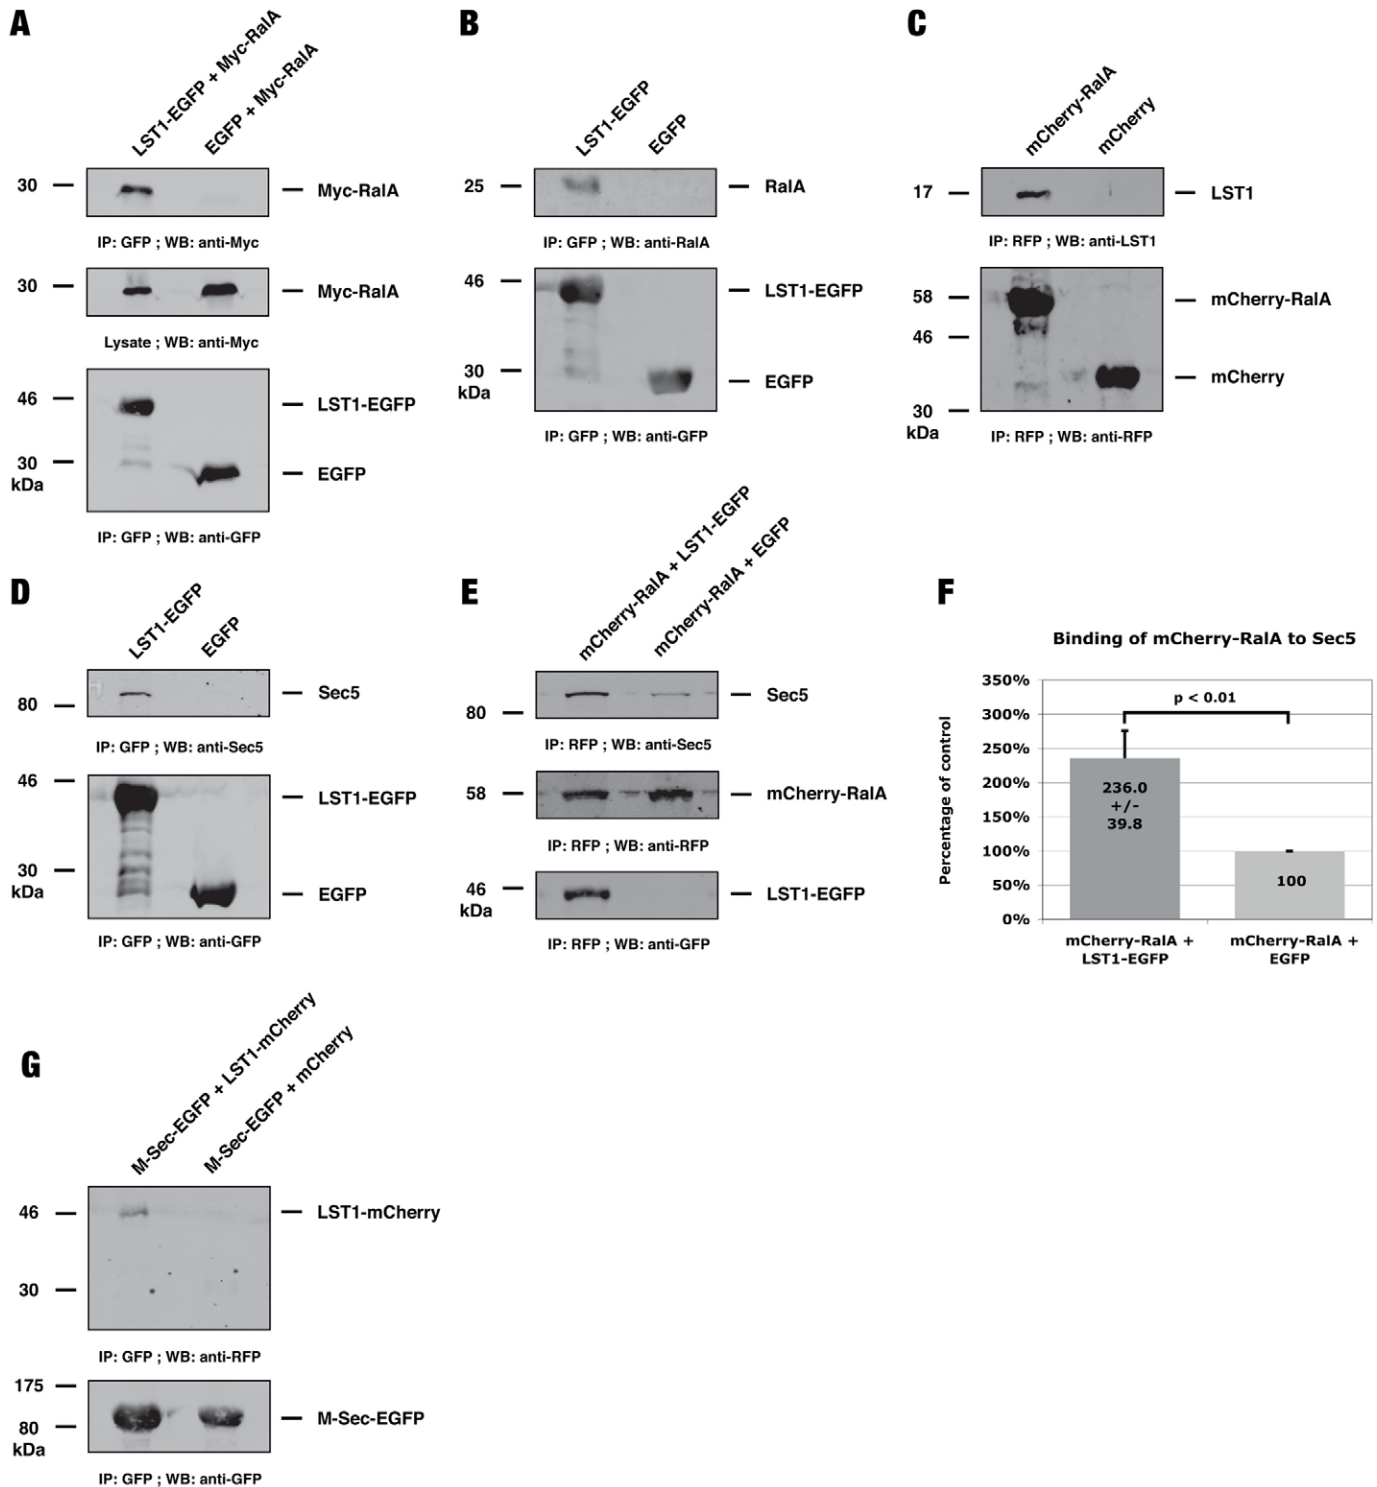 A
LST1-EGFP + Myc-RalA
EGFP + Myc-RalA
30
Myc-RalA
IP: GFP ; WB: anti-Myc
30
Myc-RalA
Lysate ; WB: anti-Myc
46
LST1-EGFP
30
kDa
EGFP
IP: GFP ; WB: anti-GFP
B
LST1-EGFP
EGFP
25
RalA
IP: GFP ; WB: anti-RalA
46
LST1-EGFP
30
kDa
EGFP
IP: GFP ; WB: anti-GFP
C
mCherry-RalA
mCherry
17
LST1
IP: RFP ; WB: anti-LST1
58
mCherry-RalA
46
mCherry
30
kDa
IP: RFP ; WB: anti-RFP
D
LST1-EGFP
EGFP
80
Sec5
IP: GFP ; WB: anti-Sec5
46
LST1-EGFP
30
kDa
EGFP
IP: GFP ; WB: anti-GFP
E
mCherry-RalA + LST1-EGFP
mCherry-RalA + EGFP
80
Sec5
IP: RFP ; WB: anti-Sec5
58
mCherry-RalA
IP: RFP ; WB: anti-RFP
46
kDa
LST1-EGFP
IP: RFP ; WB: anti-GFP
F
Binding of mCherry-RalA to Sec5
Percentage of control
350%
300%
250%
200%
150%
100%
50%
0%
p < 0.01
236.0
+/-
39.8
100
mCherry-RalA +
LST1-EGFP
mCherry-RalA +
EGFP
G
M-Sec-EGFP + LST1-mCherry
M-Sec-EGFP + mCherry
46
LST1-mCherry
30
IP: GFP ; WB: anti-RFP
175
M-Sec-EGFP
80
kDa
IP: GFP ; WB: anti-GFP